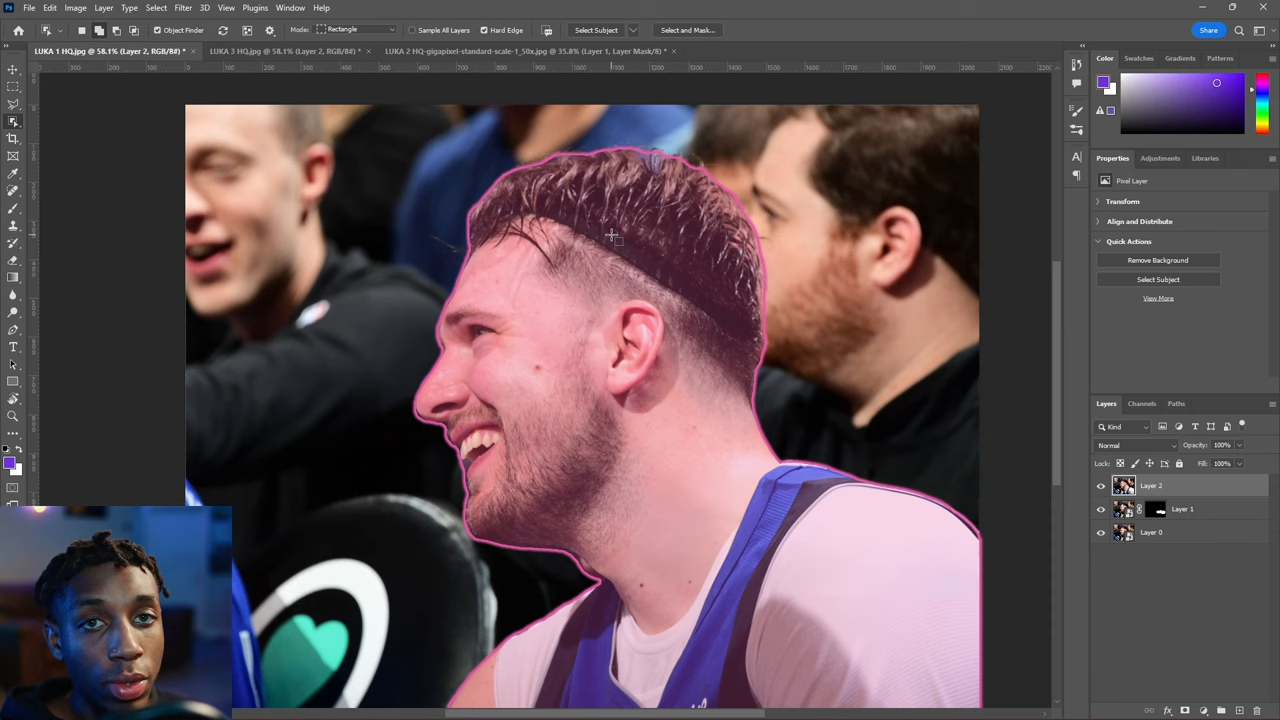 Ps File Edit Image Layer Type Select Filter 3D View Plugins Window Help
Object Finder Mode: Rectangle Sample All Layers Hard Edge Select Subject Select and Mask... Share
LUKA 1 HQ.jpg @ 58.1% (Layer 2, RGB/8#) * × LUKA 3 HQ.jpg @ 58.1% (Layer 2, RGB/8#) * × LUKA 2 HQ-gigapixel-standard-scale-1_50x.jpg @ 35.8% (Layer 1, Layer Mask/8) * ×
Color Swatches Gradients Patterns
Properties Adjustments Libraries
Pixel Layer
Transform
Align and Distribute
Quick Actions
Remove Background
Select Subject
View More
Layers Channels Paths
Kind
Normal Opacity: 100%
Lock: Fill: 100%
Layer 2
Layer 1
Layer 0